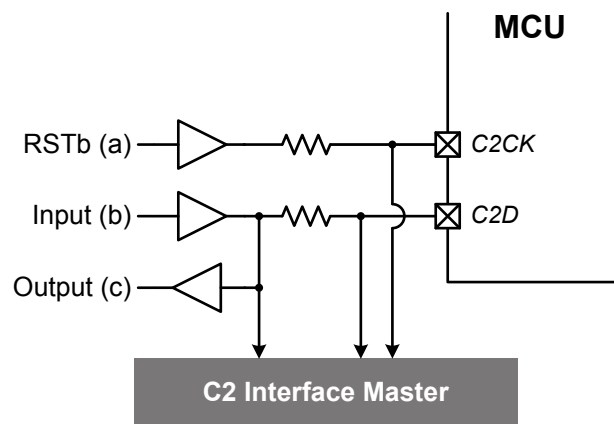 MCU
RSTb (a)
C2CK
Input (b)
C2D
Output (c)
C2 Interface Master